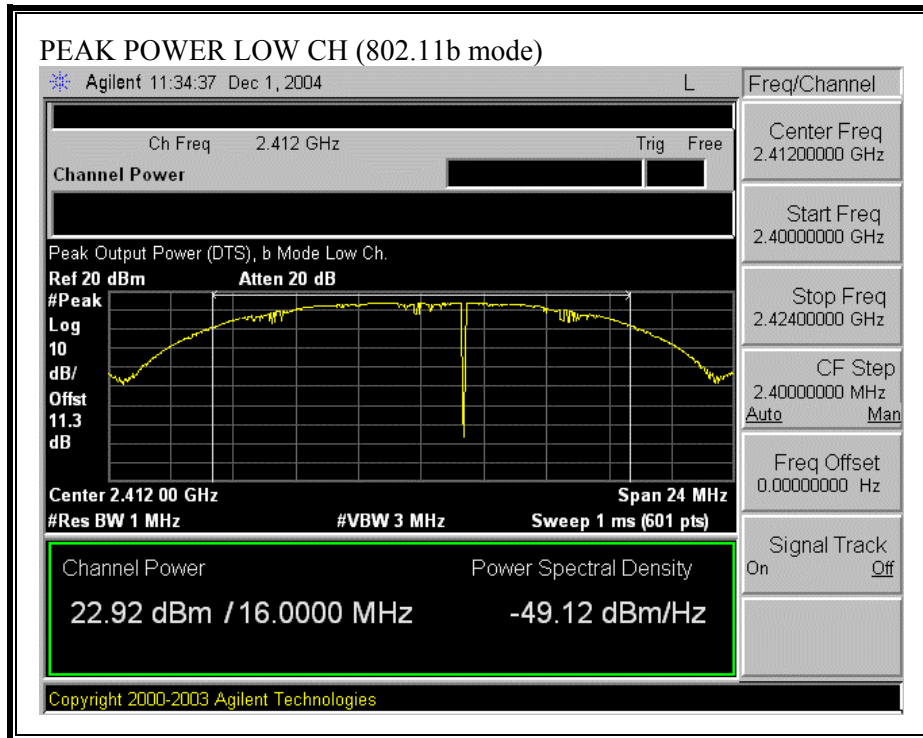 PEAK POWER LOW CH (802.11b mode)
Agilent 11:34:37 Dec 1, 2004 L
Freq/Channel
Ch Freq 2.412 GHz Trig Free
Channel Power
Center Freq
2.41200000 GHz
Start Freq
2.40000000 GHz
Stop Freq
2.42400000 GHz
CF Step
2.40000000 MHz
Auto Man
Freq Offset
0.00000000 Hz
Signal Track
On Off
Peak Output Power (DTS), b Mode Low Ch.
Ref 20 dBm Atten 20 dB
#Peak
Log
10
dB/
Offst
11.3
dB
Center 2.412 00 GHz Span 24 MHz
#Res BW 1 MHz #VBW 3 MHz Sweep 1 ms (601 pts)
Channel Power Power Spectral Density
22.92 dBm / 16.0000 MHz -49.12 dBm/Hz
Copyright 2000-2003 Agilent Technologies